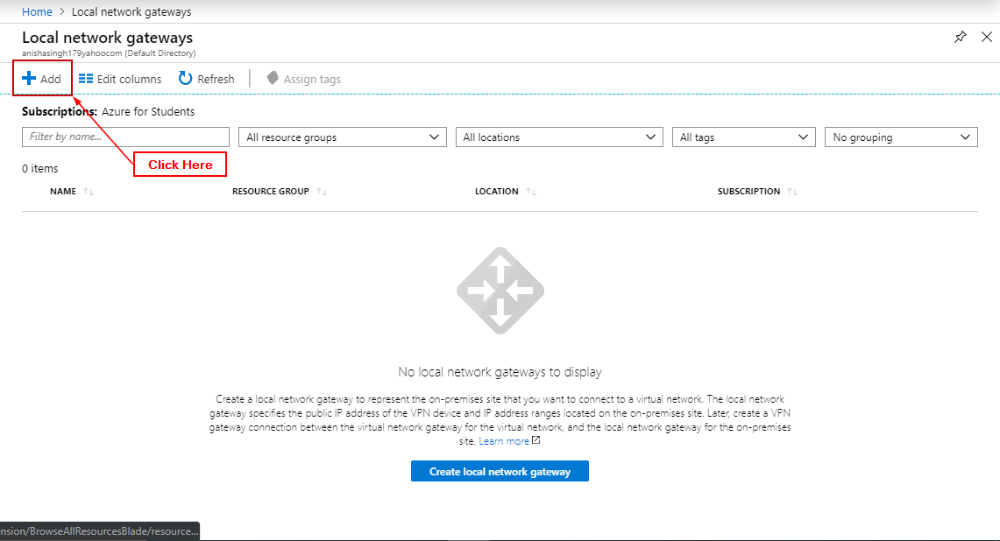 Home > Local network gateways
Local network gateways
anishasingh179yahoocom (Default Directory)
Add Edit columns Refresh Assign tags
Subscriptions: Azure for Students
Filter by name... All resource groups All locations All tags No grouping
Click Here
0 items
NAME RESOURCE GROUP LOCATION SUBSCRIPTION
No local network gateways to display
Create a local network gateway to represent the on-premises site that you want to connect to a virtual network. The local network
gateway specifies the public IP address of the VPN device and IP address ranges located on the on-premises site. Later, create a VPN
gateway connection between the virtual network gateway for the virtual network, and the local network gateway for the on-premises
site. Learn more
Create local network gateway
nsion/BrowseAllResourcesBlade/resource...